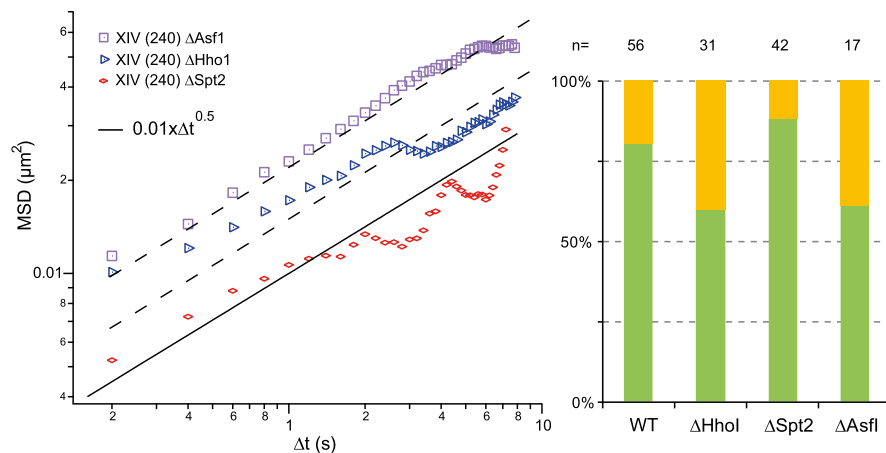 XIV (240) ΔAsf1
XIV (240) ΔHho1
XIV (240) ΔSpt2
0.01xΔt^0.5
MSD (μm²)
6
4
2
0.01
8
6
4
2
4
6
8
1
2
4
6
8
10
Δt (s)
n= 56 31 42 17
100%
50%
0%
WT ΔHhoI ΔSpt2 ΔAsfI